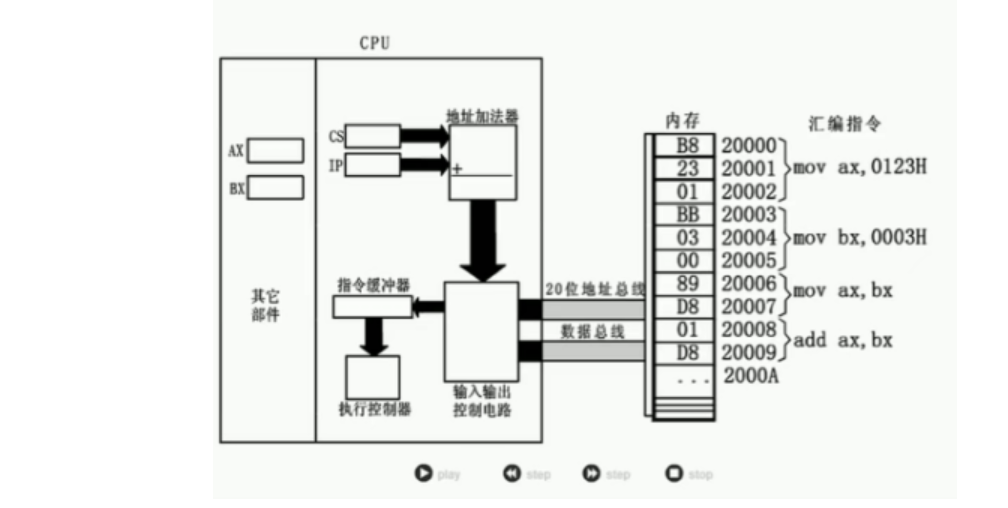 CPU
地址加法器
CS
IP
+
AX
BX
其它
部件
指令缓冲器
执行控制器
输入输出
控制电路
20位地址总线
数据总线
内存
汇编指令
B8 20000
23 20001 mov ax,0123H
01 20002
BB 20003
03 20004 mov bx,0003H
00 20005
89 20006
mov ax,bx
D8 20007
01 20008
add ax,bx
D8 20009
... 2000A
play step step stop